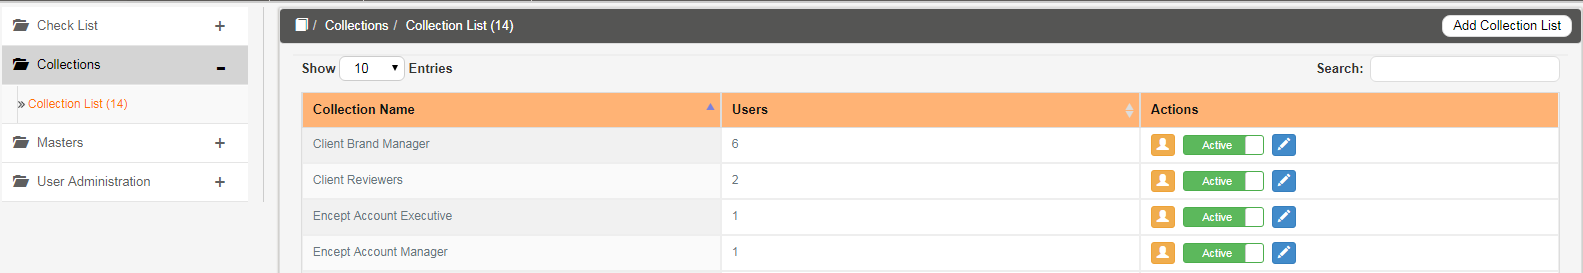 Check List +
Collections -
» Collection List (14)
Masters +
User Administration +
/ Collections / Collection List (14)
Add Collection List
Show 10 Entries
Search:
Collection Name Users Actions
Client Brand Manager 6 Active
Client Reviewers 2 Active
Encept Account Executive 1 Active
Encept Account Manager 1 Active